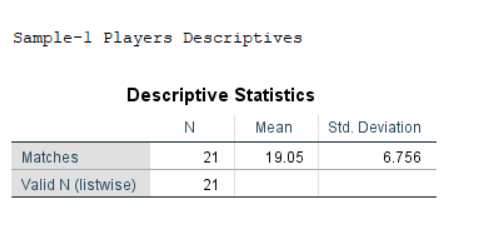 Sample-1 Players Descriptives
Descriptive Statistics
N Mean Std. Deviation
Matches 21 19.05 6.756
Valid N (listwise) 21